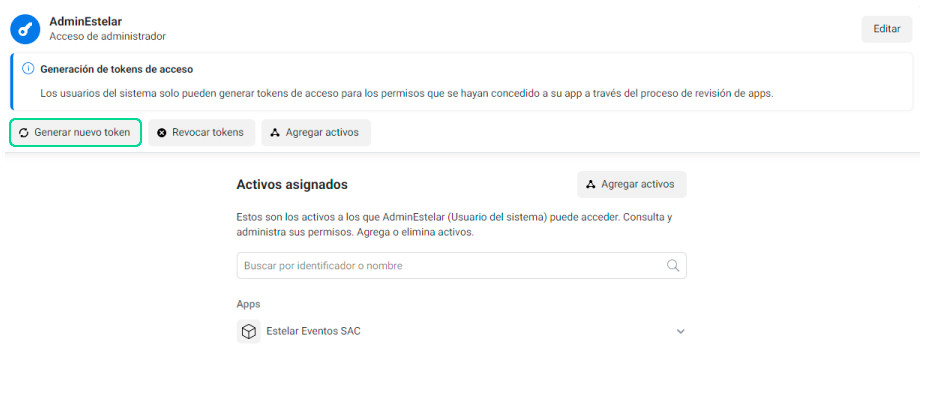 AdminEstelar
Acceso de administrador
Editar
Generación de tokens de acceso
Los usuarios del sistema solo pueden generar tokens de acceso para los permisos que se hayan concedido a su app a través del proceso de revisión de apps.
Generar nuevo token
Revocar tokens
Agregar activos
Activos asignados
Agregar activos
Estos son los activos a los que AdminEstelar (Usuario del sistema) puede acceder. Consulta y
administra sus permisos. Agrega o elimina activos.
Buscar por identificador o nombre
Apps
Estelar Eventos SAC